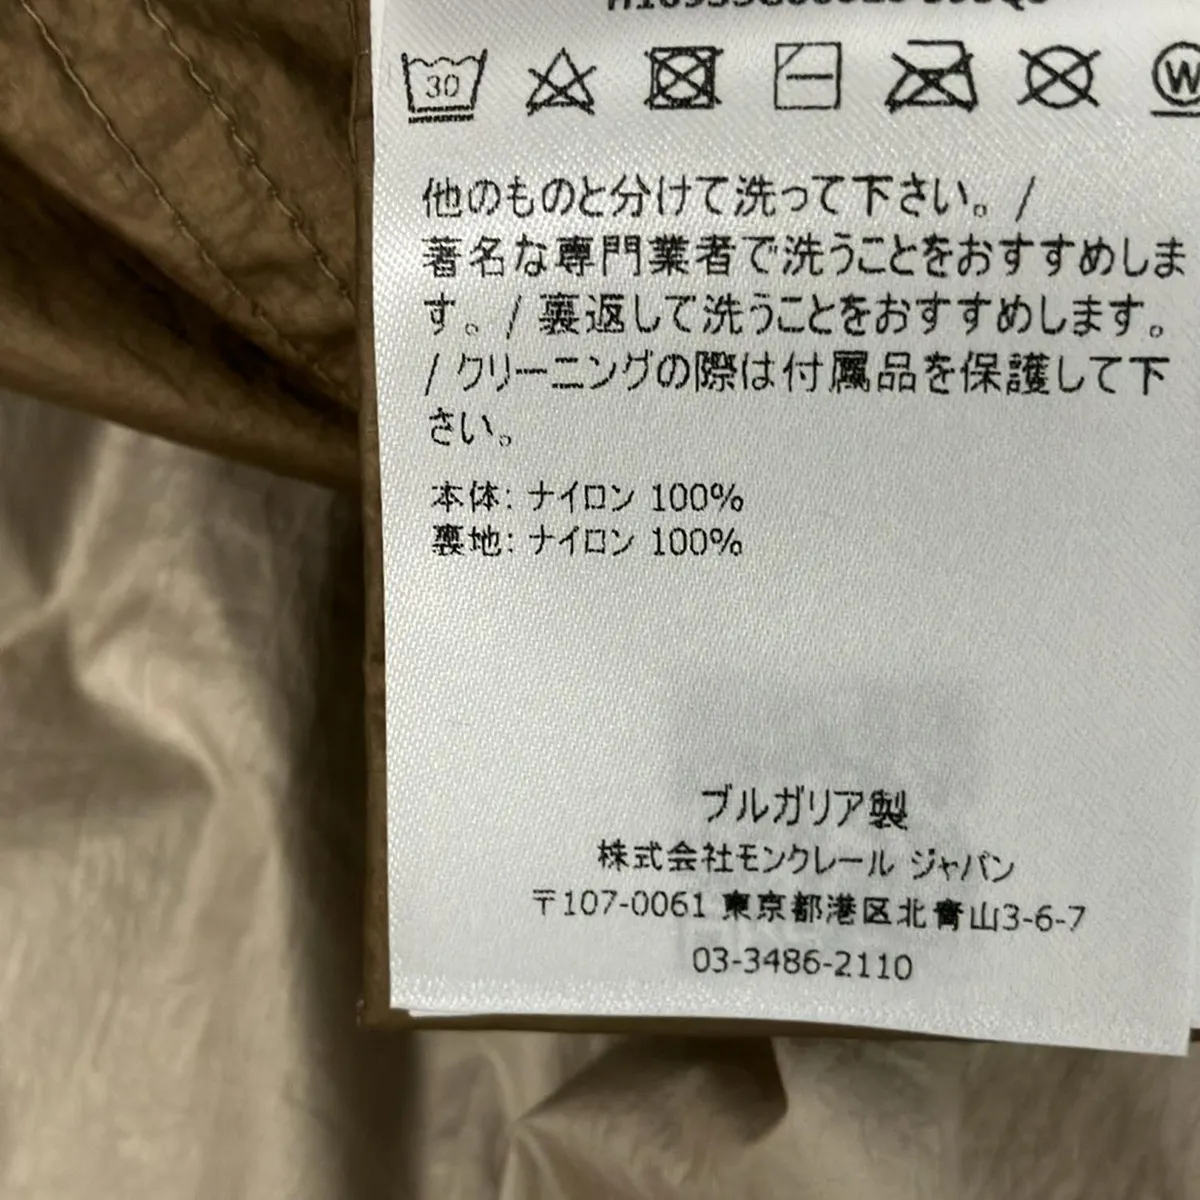 30
W
他のものと分けて洗って下さい。/
著名な専門業者で洗うことをおすすめしま
す。/ 裏返して洗うことをおすすめします。
/ クリーニングの際は付属品を保護して下
さい。
本体: ナイロン 100%
裏地: ナイロン 100%
ブルガリア製
株式会社モンクレール ジャパン
〒107-0061 東京都港区北青山3-6-7
03-3486-2110